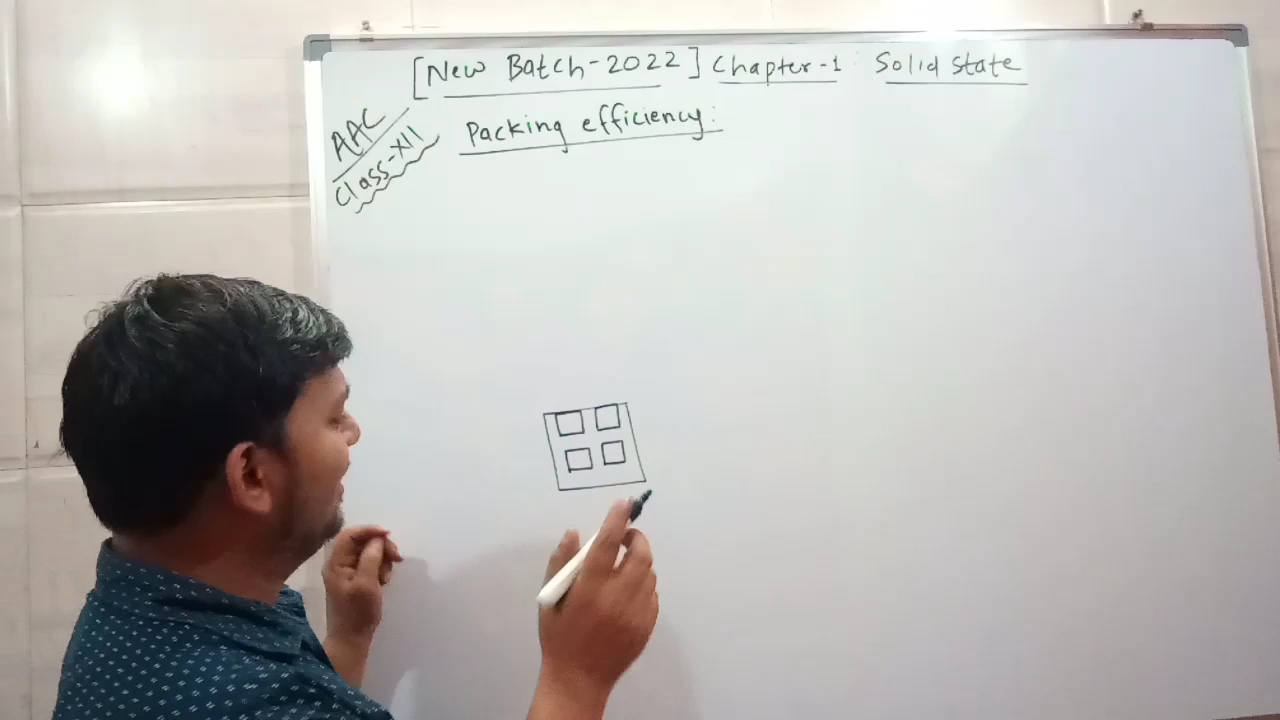 [New Batch-2022] Chapter-1: Solid state
AAC
Class-XII
Packing efficiency: